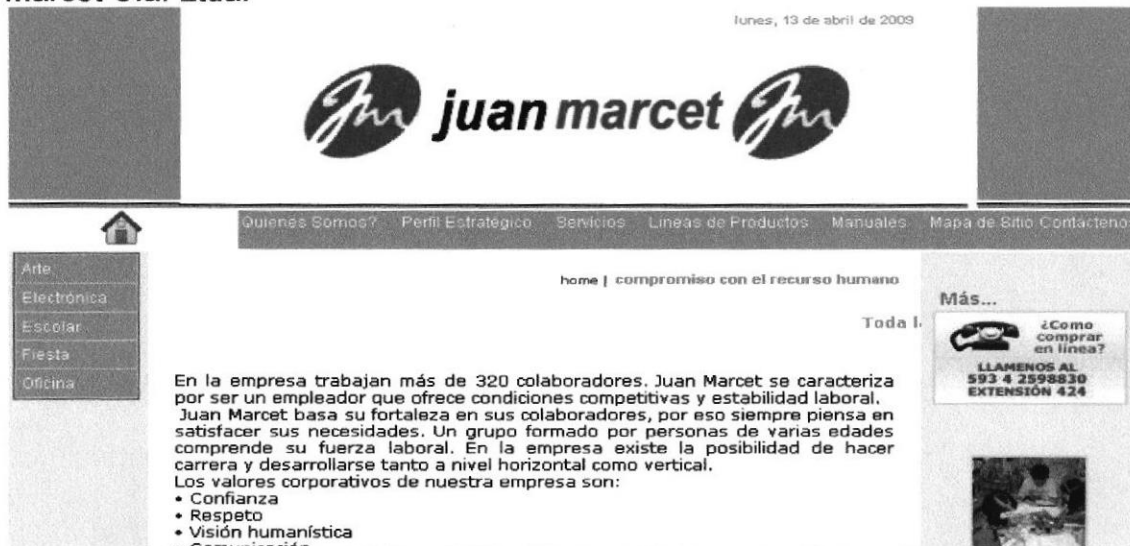 lunes, 13 de abril de 2009
juan marcet
Quienes Somos? Perfil Estratégico Servicios Lineas de Productos Manuales Mapa de Sitio Contacteno
Arte
Electrónica
Escolar
Fiesta
Oficina
home | compromiso con el recurso humano
Toda l
En la empresa trabajan más de 320 colaboradores. Juan Marcet se caracteriza
por ser un empleador que ofrece condiciones competitivas y estabilidad laboral.
Juan Marcet basa su fortaleza en sus colaboradores, por eso siempre piensa en
satisfacer sus necesidades. Un grupo formado por personas de varias edades
comprende su fuerza laboral. En la empresa existe la posibilidad de hacer
carrera y desarrollarse tanto a nivel horizontal como vertical.
Los valores corporativos de nuestra empresa son:
• Confianza
• Respeto
• Visión humanística
Más...
¿Como
comprar
en línea?
LLAMENOS AL
593 4 2598830
EXTENSIÓN 424